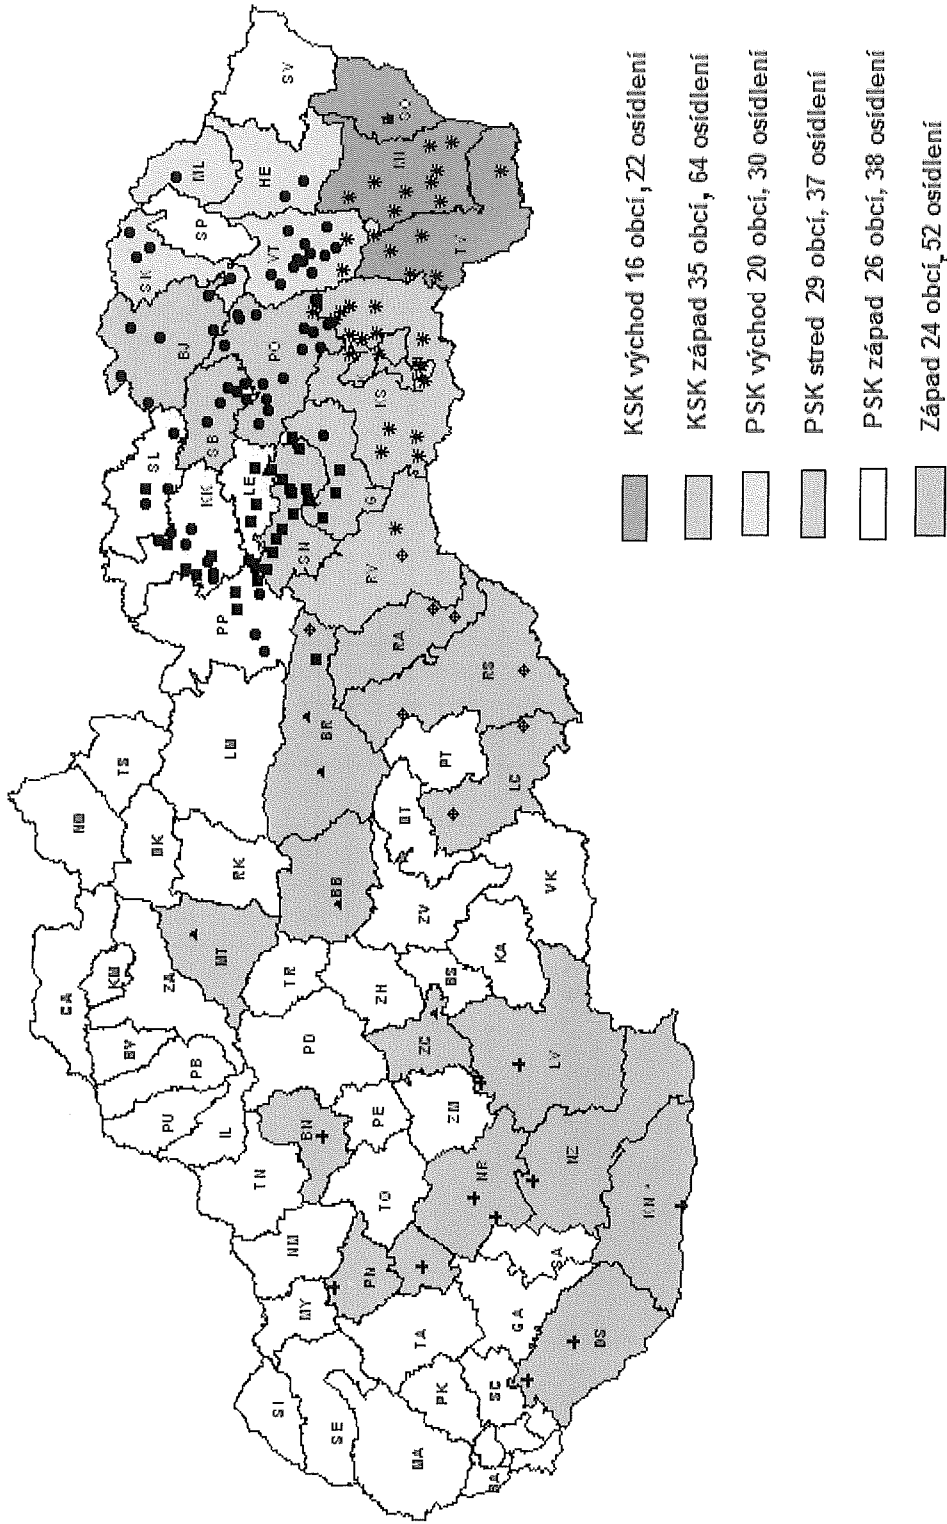 SV
ML
HE
SP
SK
VT
SO
MI
TV
BJ
PO
SB
KS
SL
KK
LE
GL
SN
RV
PP
RA
RS
BR
LM
TS
NO
DK
RK
PT
DT
LC
BB
ZV
VK
KA
MT
TR
ZH
BS
CA
KM
ZA
BY
PB
PU
IL
PD
ZC
LV
BN
PE
ZM
TN
TO
NR
NZ
KN
NM
PN
SA
MY
TA
GA
DS
SI
SE
PK
SC
MA
BA
KSK východ 16 obcí, 22 osídlení
KSK západ 35 obcí, 64 osídlení
PSK východ 20 obcí, 30 osídlení
PSK stred 29 obcí, 37 osídlení
PSK západ 26 obcí, 38 osídlení
Západ 24 obcí, 52 osídlení